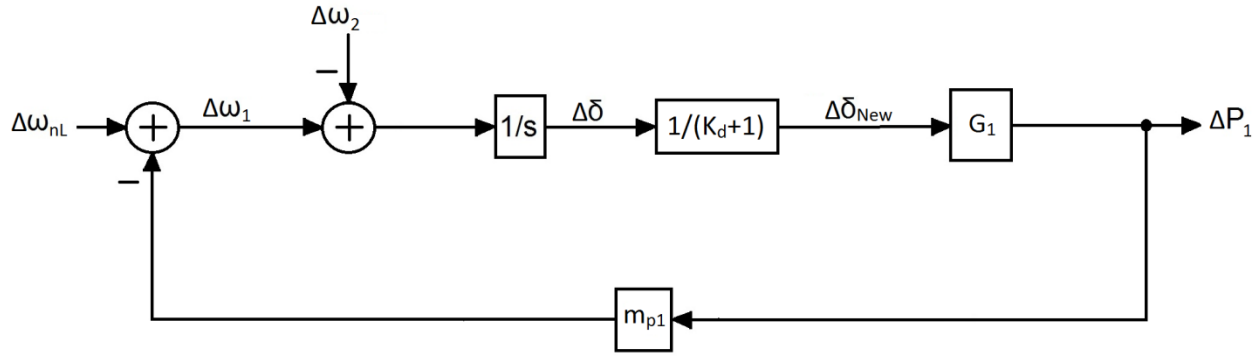 Δω₂
−
Δω₁
Δω_nL
+
+
1/s
Δδ
1/(K_d+1)
Δδ_New
G₁
ΔP₁
−
m_p1